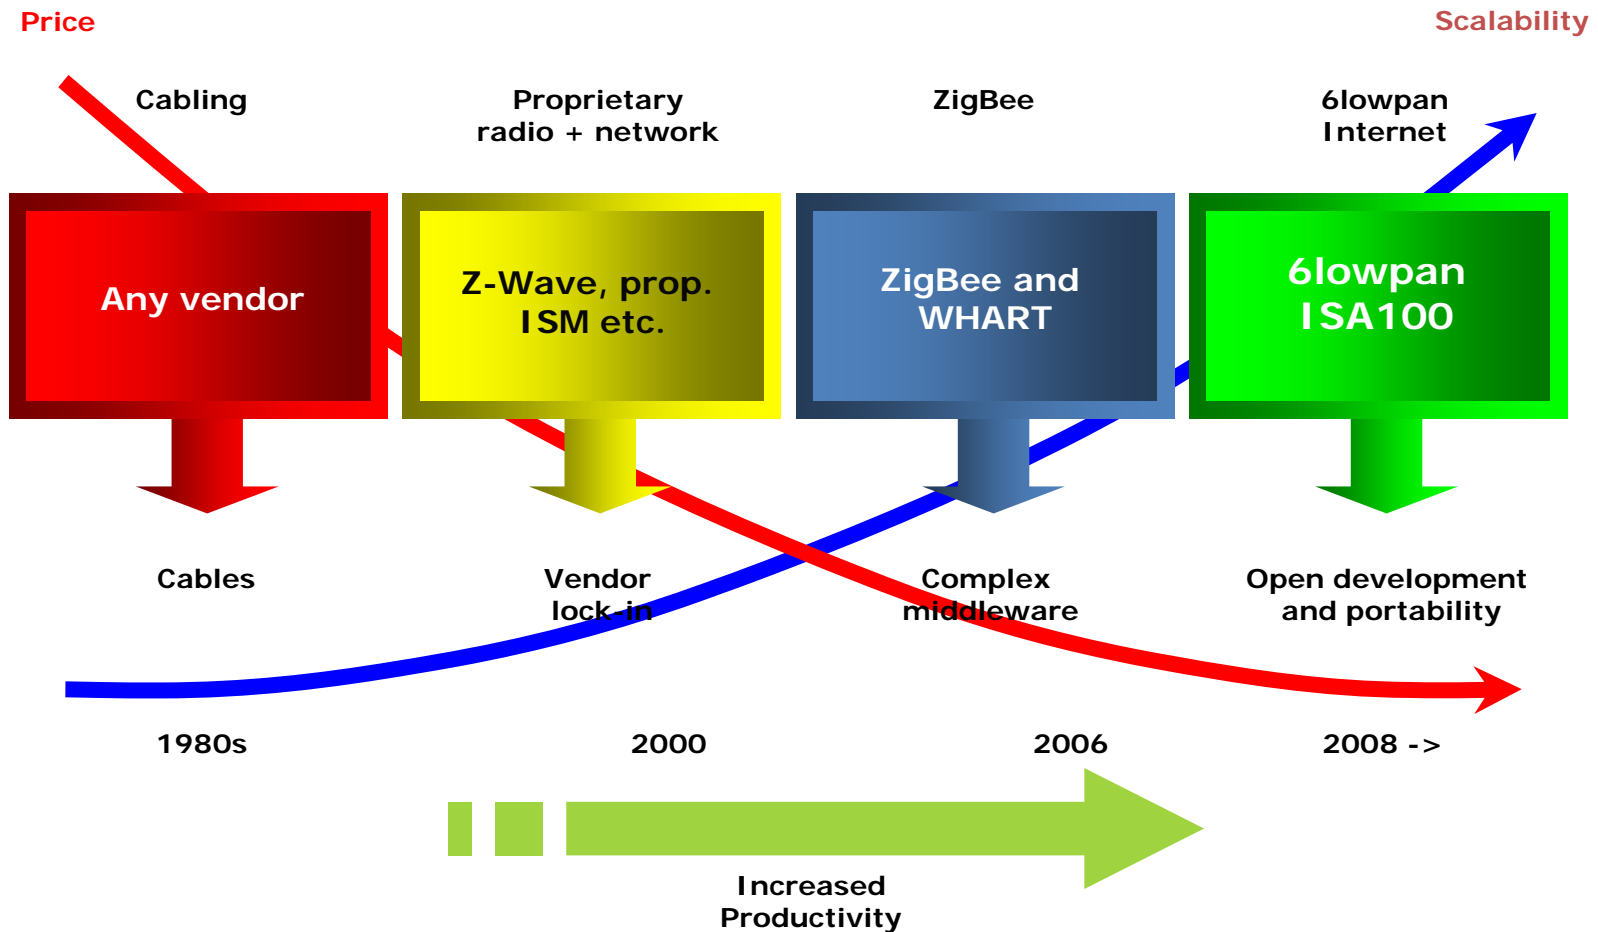 Price
Scalability
Cabling
Proprietary
radio + network
ZigBee
6lowpan
Internet
Any vendor
Z-Wave, prop.
ISM etc.
ZigBee and
WHART
6lowpan
ISA100
Cables
Vendor
lock-in
Complex
middleware
Open development
and portability
1980s
2000
2006
2008 ->
Increased
Productivity